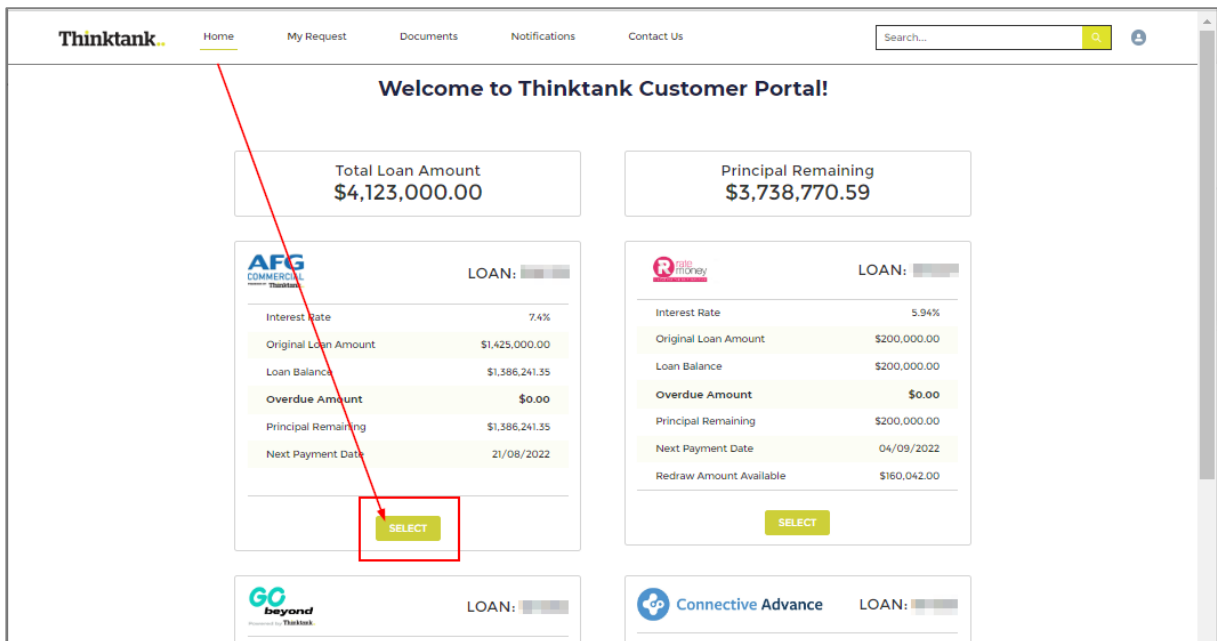 Thinktank..
Home My Request Documents Notifications Contact Us Search...
Welcome to Thinktank Customer Portal!
Total Loan Amount
$4,123,000.00
Principal Remaining
$3,738,770.59
AFG
COMMERCIAL
POWERED BY Thinktank
LOAN:
Interest Rate 7.4%
Original Loan Amount $1,425,000.00
Loan Balance $1,386,241.35
Overdue Amount $0.00
Principal Remaining $1,386,241.35
Next Payment Date 21/08/2022
SELECT
R rate
money
LOAN:
Interest Rate 5.94%
Original Loan Amount $200,000.00
Loan Balance $200,000.00
Overdue Amount $0.00
Principal Remaining $200,000.00
Next Payment Date 04/09/2022
Redraw Amount Available $160,042.00
SELECT
GO
beyond
Powered by Thinktank
LOAN:
Connective Advance LOAN: